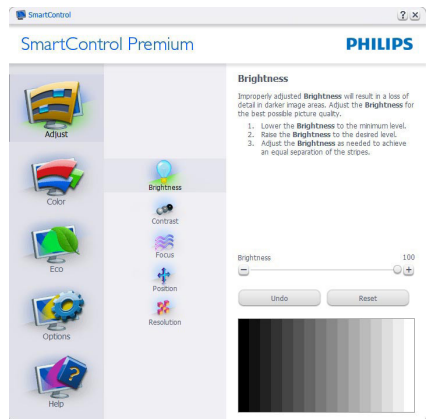 SmartControl
SmartControl Premium
PHILIPS
Adjust
Color
Eco
Options
Help
Brightness
Contrast
Focus
Position
Resolution
Brightness
Improperly adjusted Brightness will result in a loss of
detail in darker image areas. Adjust the Brightness for
the best possible picture quality.
1. Lower the Brightness to the minimum level.
2. Raise the Brightness to the desired level.
3. Adjust the Brightness as needed to achieve
an equal separation of the stripes.
Brightness 100
Undo Reset